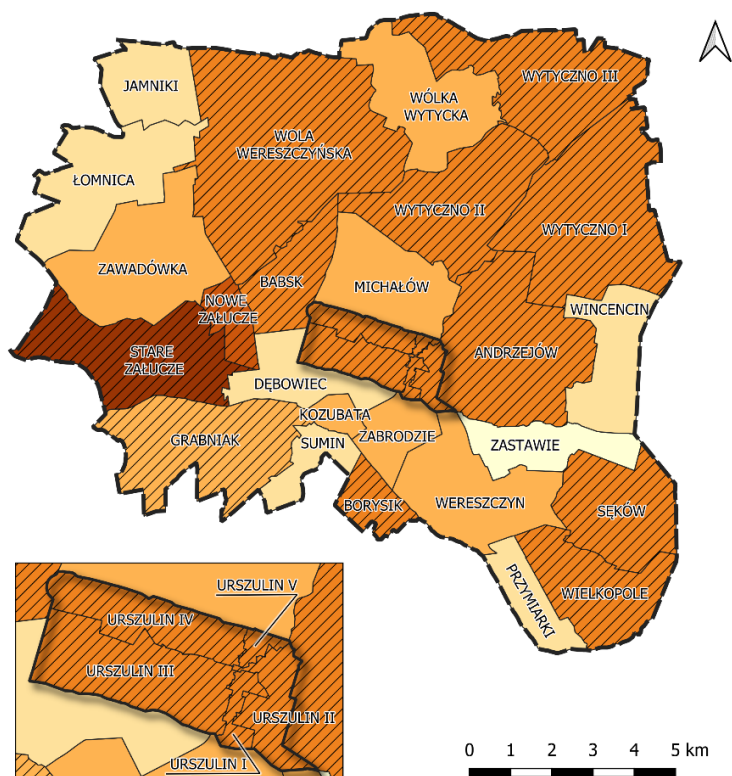 JAMNIKI
WYTYCZNO III
WÓLKA
WYTYCKA
WOLA
WERESZCZYŃSKA
ŁOMNICA
WYTYCZNO II
WYTYCZNO I
ZAWADÓWKA
BABSK
MICHAŁÓW
NOWE
ZAŁUCZE
WINCENCIN
STARE
ZAŁUCZE
ANDRZEJÓW
DĘBOWIEC
KOZUBATA
GRABNIAK
SUMIN
ZABRODZIE
ZASTAWIE
WERESZCZYN
BORYSIK
SĘKÓW
PRZYMIARKI
WIELKOPOLE
URSZULIN V
URSZULIN IV
URSZULIN III
URSZULIN II
URSZULIN I
0 1 2 3 4 5 km